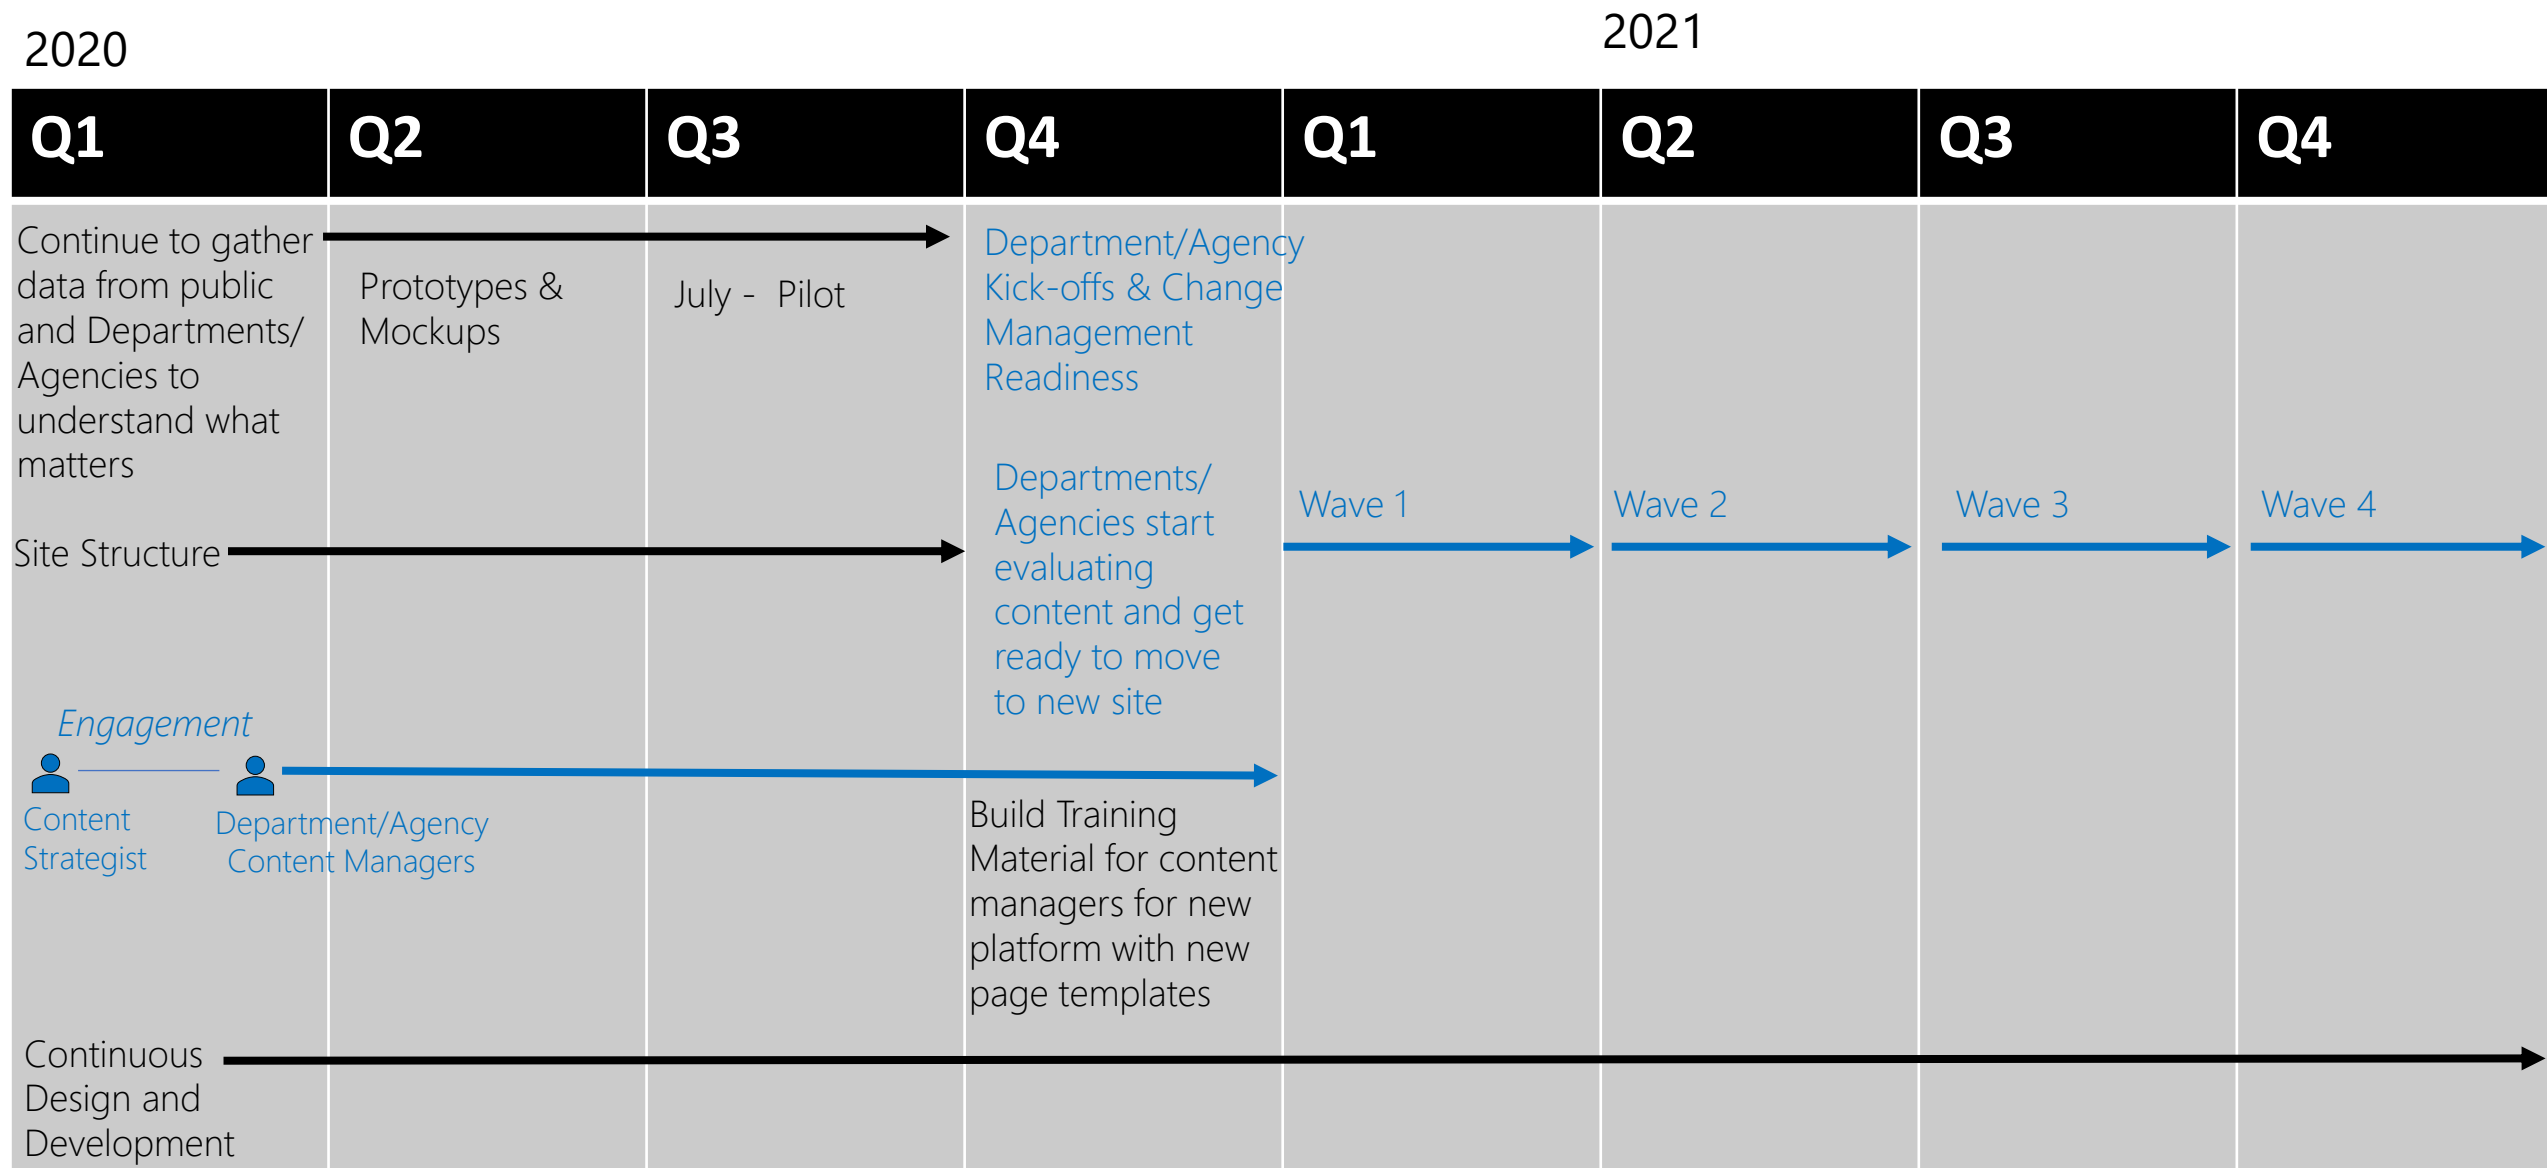 2020
2021
Q1
Q2
Q3
Q4
Q1
Q2
Q3
Q4
Continue to gather
data from public
and Departments/
Agencies to
understand what
matters
Prototypes &
Mockups
July - Pilot
Department/Agency
Kick-offs & Change
Management
Readiness
Departments/
Agencies start
evaluating
content and get
ready to move
to new site
Wave 1
Wave 2
Wave 3
Wave 4
Site Structure
Engagement
Content
Strategist
Department/Agency
Content Managers
Build Training
Material for content
managers for new
platform with new
page templates
Continuous
Design and
Development